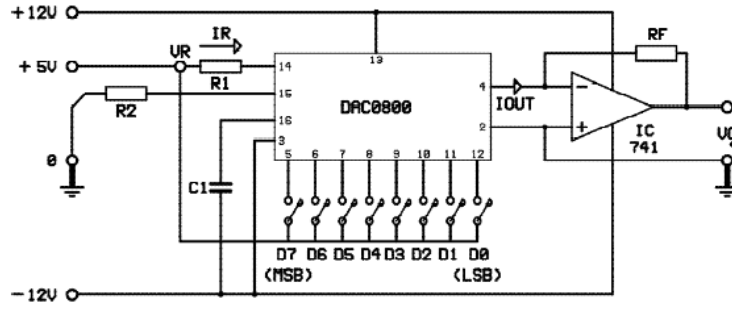 +12V
IR
VR
RF
+5V
R1
14
13
4
IOUT
−
15
R2
DAC0800
16
2
+
IC
741
3
0
5 6 7 8 9 10 11 12
C1
D7 D6 D5 D4 D3 D2 D1 D0
(MSB) (LSB)
−12V